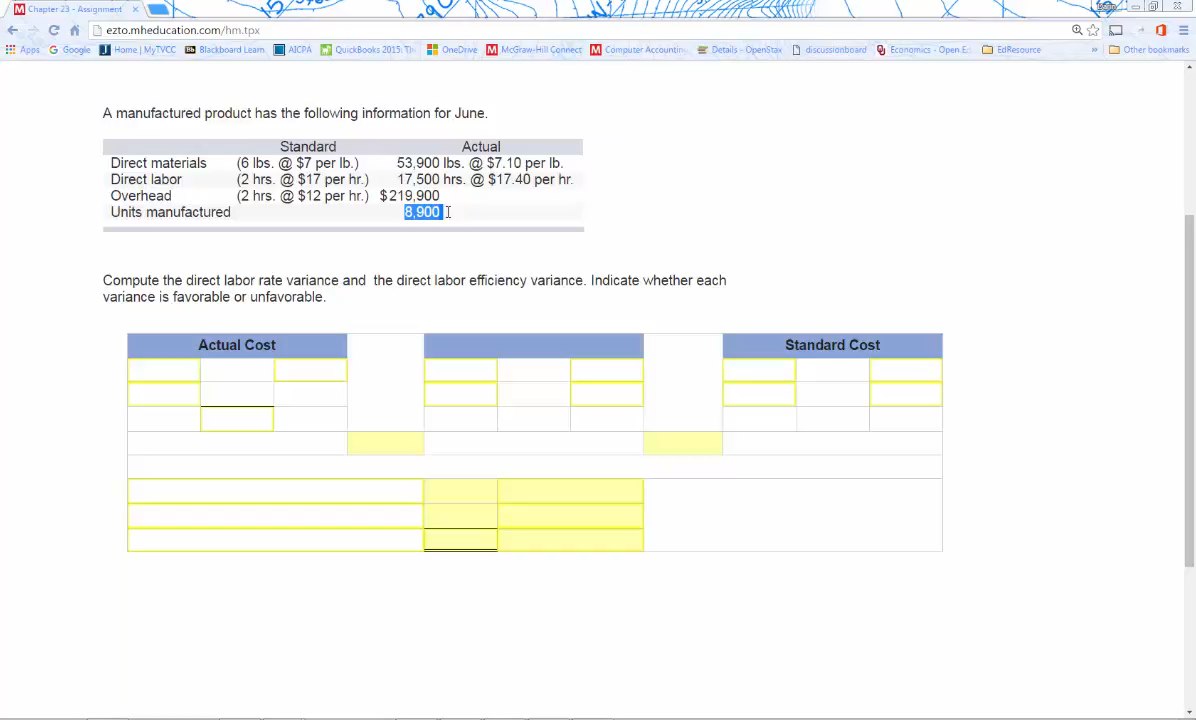 Chapter 23 - Assignment
ezto.mheducation.com/hm.tpx
Apps Google Home | MyTVCC Blackboard Learn AICPA QuickBooks 2015: Th OneDrive McGraw-Hill Connect Computer Accountin Details - OpenStax discussionboard Economics - Open.E EdResource » Other bookmarks
A manufactured product has the following information for June.
Standard Actual
Direct materials (6 lbs. @ $7 per lb.) 53,900 lbs. @ $7.10 per lb.
Direct labor (2 hrs. @ $17 per hr.) 17,500 hrs. @ $17.40 per hr.
Overhead (2 hrs. @ $12 per hr.) $219,900
Units manufactured 8,900
Compute the direct labor rate variance and the direct labor efficiency variance. Indicate whether each
variance is favorable or unfavorable.
Actual Cost Standard Cost